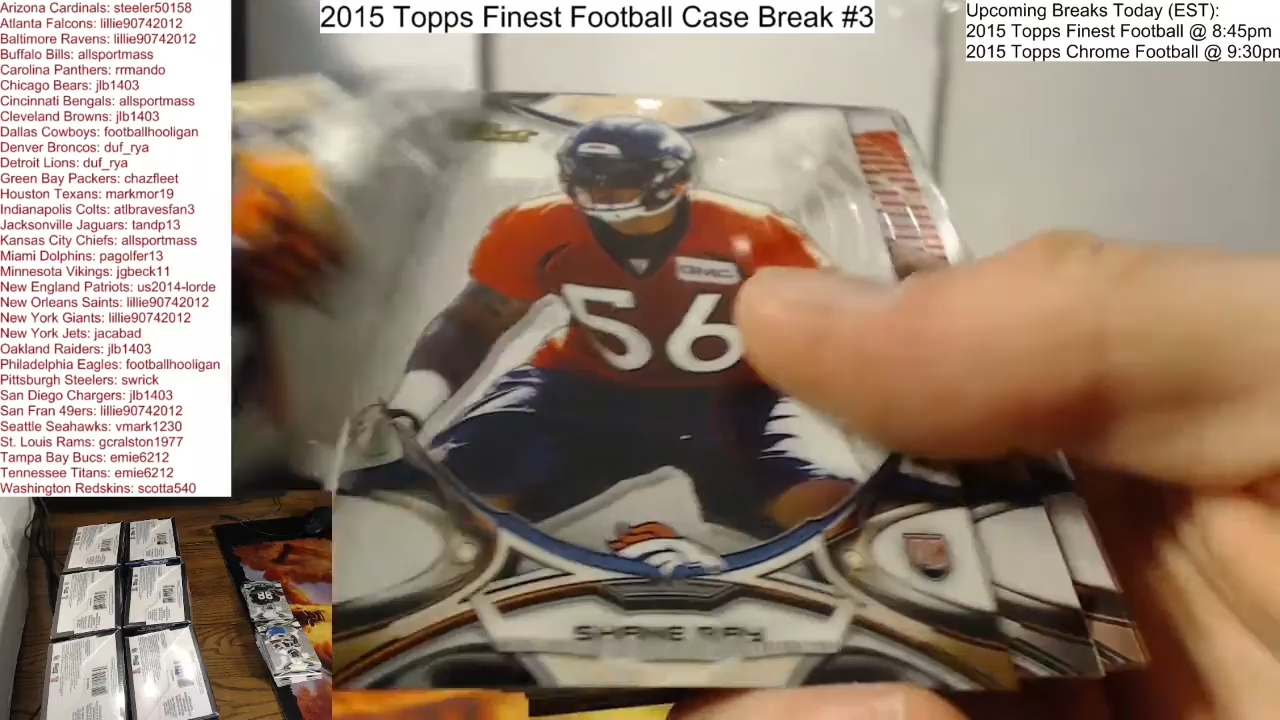 Arizona Cardinals: steeler50158
Atlanta Falcons: lillie90742012
Baltimore Ravens: lillie90742012
Buffalo Bills: allsportmass
Carolina Panthers: rrmando
Chicago Bears: jlb1403
Cincinnati Bengals: allsportmass
Cleveland Browns: jlb1403
Dallas Cowboys: footballhooligan
Denver Broncos: duf_rya
Detroit Lions: duf_rya
Green Bay Packers: chazfleet
Houston Texans: markmor19
Indianapolis Colts: atlbravesfan3
Jacksonville Jaguars: tandp13
Kansas City Chiefs: allsportmass
Miami Dolphins: pagolfer13
Minnesota Vikings: jgbeck11
New England Patriots: us2014-lorde
New Orleans Saints: lillie90742012
New York Giants: lillie90742012
New York Jets: jacabad
Oakland Raiders: jlb1403
Philadelphia Eagles: footballhooligan
Pittsburgh Steelers: swrick
San Diego Chargers: jlb1403
San Fran 49ers: lillie90742012
Seattle Seahawks: vmark1230
St. Louis Rams: gcralston1977
Tampa Bay Bucs: emie6212
Tennessee Titans: emie6212
Washington Redskins: scotta540
2015 Topps Finest Football Case Break #3
Upcoming Breaks Today (EST):
2015 Topps Finest Football @ 8:45pm
2015 Topps Chrome Football @ 9:30pm
GMC
56
SHANE RAY
88